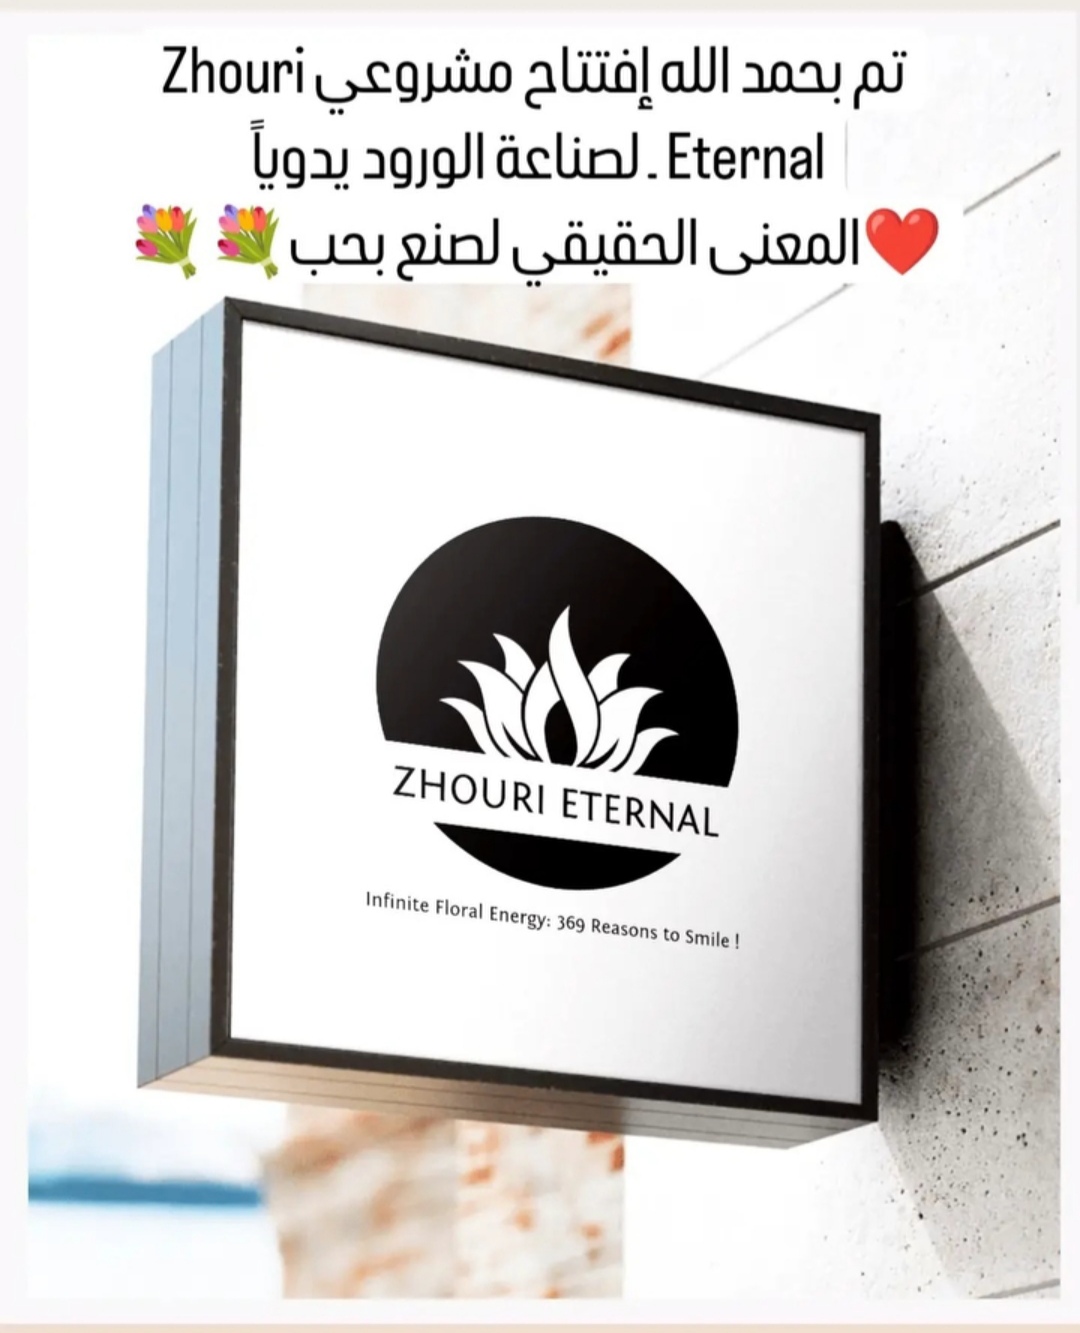 تم بحمد الله إفتتاح مشروعي Zhouri
Eternal . لصناعة الورود يدوياً
❤️المعنى الحقيقي لصنع بحب 💐 💐
ZHOURI ETERNAL
Infinite Floral Energy: 369 Reasons to Smile !